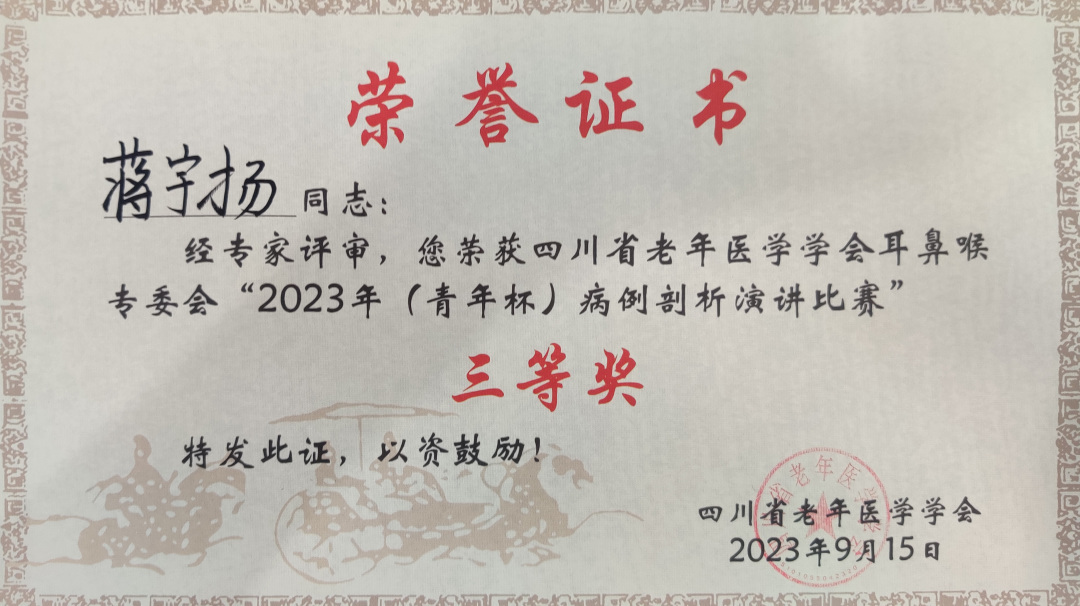 荣誉证书
蒋宇扬 同志：
经专家评审，您荣获四川省老年医学学会耳鼻喉
专委会“2023年（青年杯）病例剖析演讲比赛”
三等奖
特发此证，以资鼓励！
四川省老年医学学会
2023年9月15日